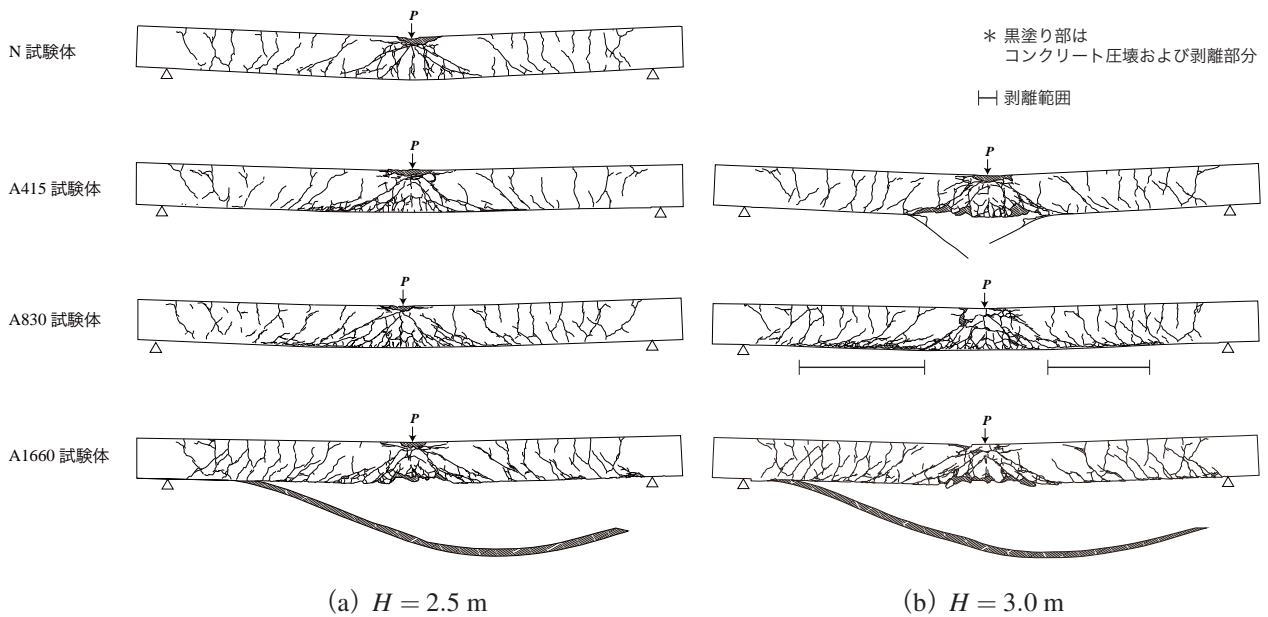 P
N 試験体
＊ 黒塗り部は
コンクリート圧壊および剥離部分
剥離範囲
P
P
A415 試験体
P
P
A830 試験体
P
P
A1660 試験体
(a) H = 2.5 m
(b) H = 3.0 m